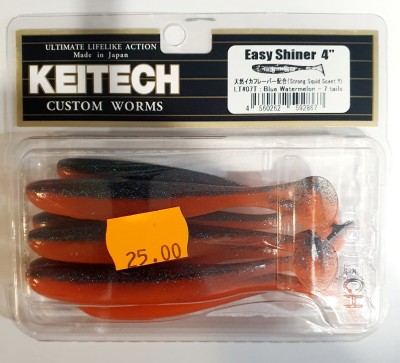 ULTIMATE LIFELIKE ACTION
Made in Japan
KEITECH
CUSTOM WORMS
Easy Shiner 4"
天然イカフレーバー配合(Strong Squid Scent !!)
LT#07T : Blue Watermelon - 7 tails
4 560262 592867
25.00